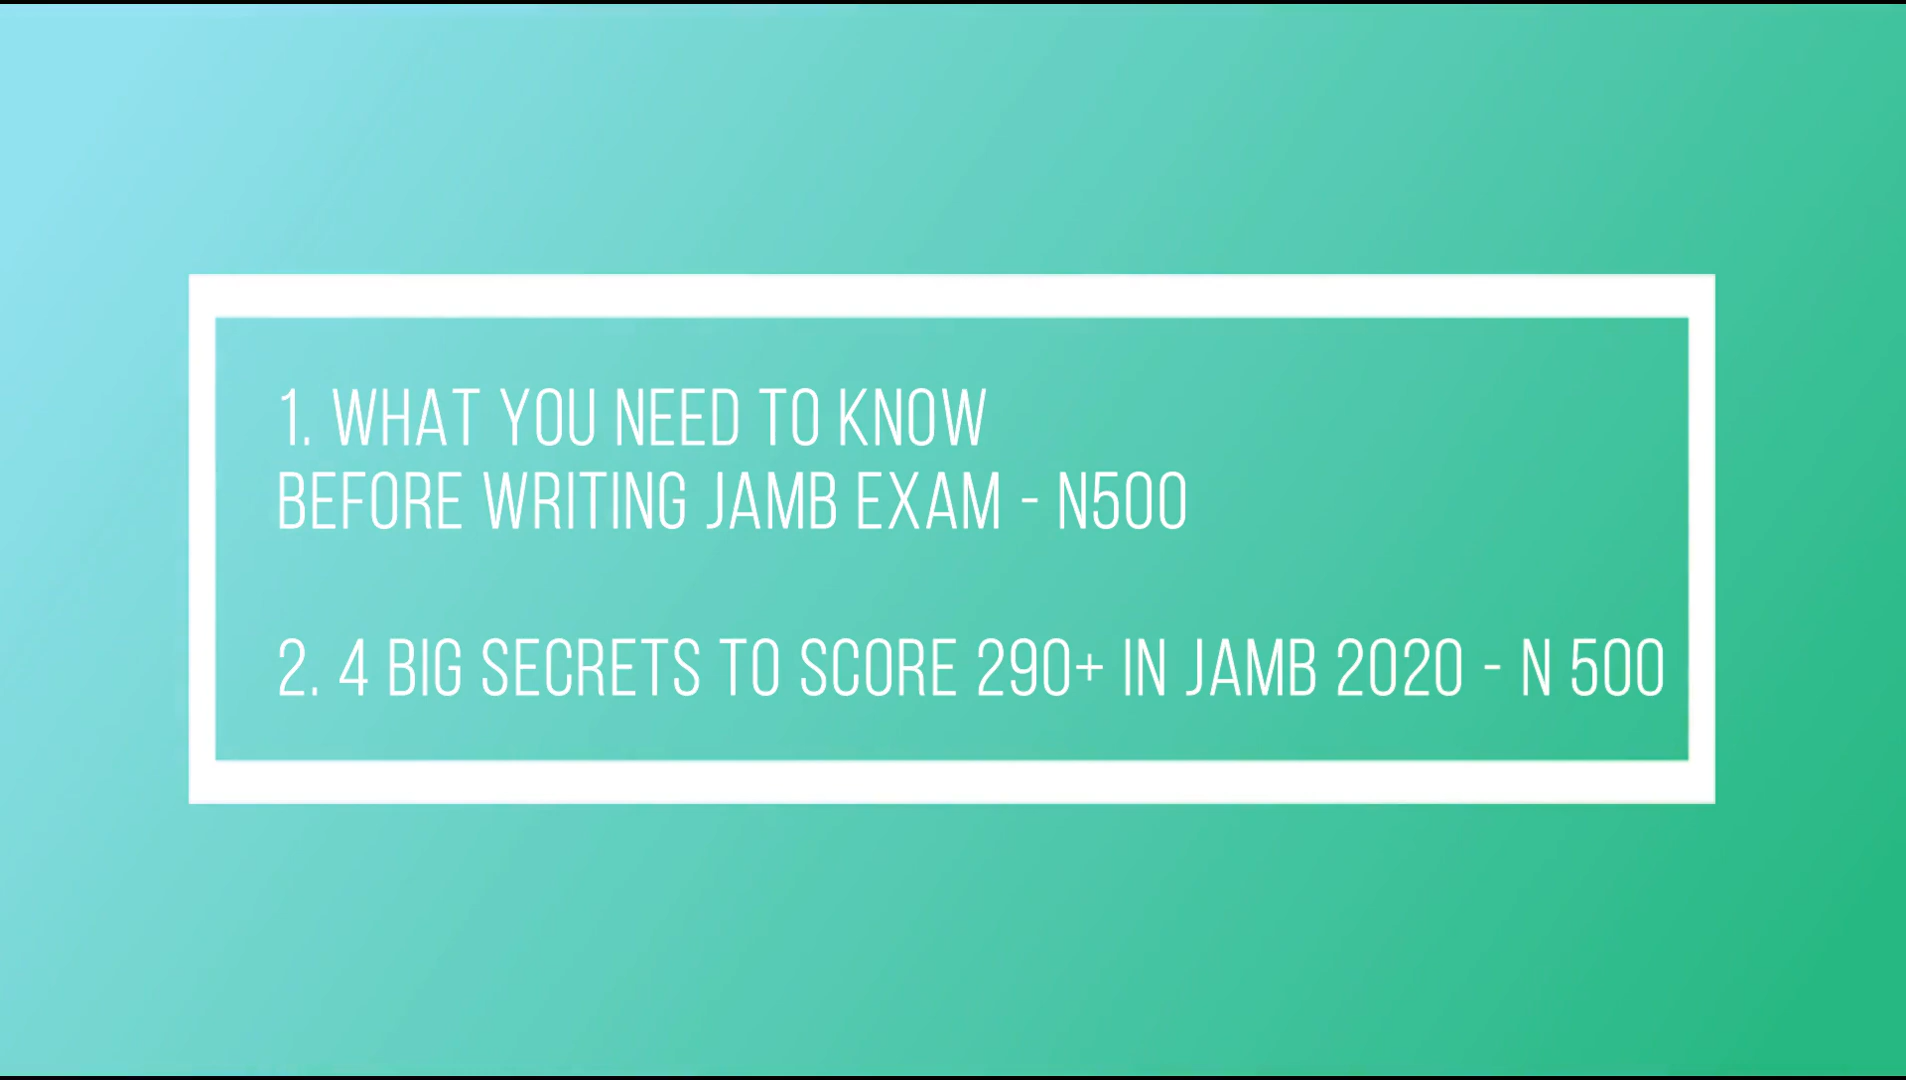 1. WHAT YOU NEED TO KNOW
BEFORE WRITING JAMB EXAM - N500
2. 4 BIG SECRETS TO SCORE 290+ IN JAMB 2020 - N 500